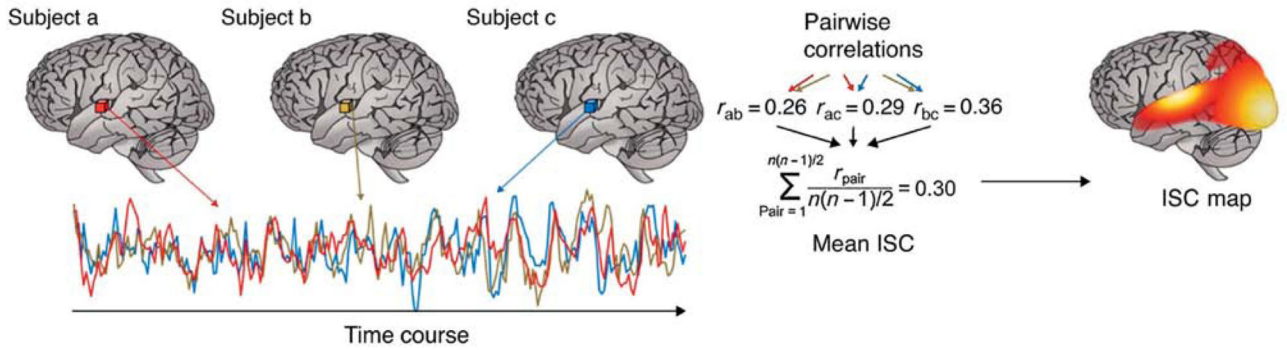 Subject a
Subject b
Subject c
Time course
Pairwise
correlations
r_ab = 0.26 r_ac = 0.29 r_bc = 0.36
n(n – 1)/2
∑ r_pair / n(n – 1)/2 = 0.30
Pair = 1
Mean ISC
ISC map